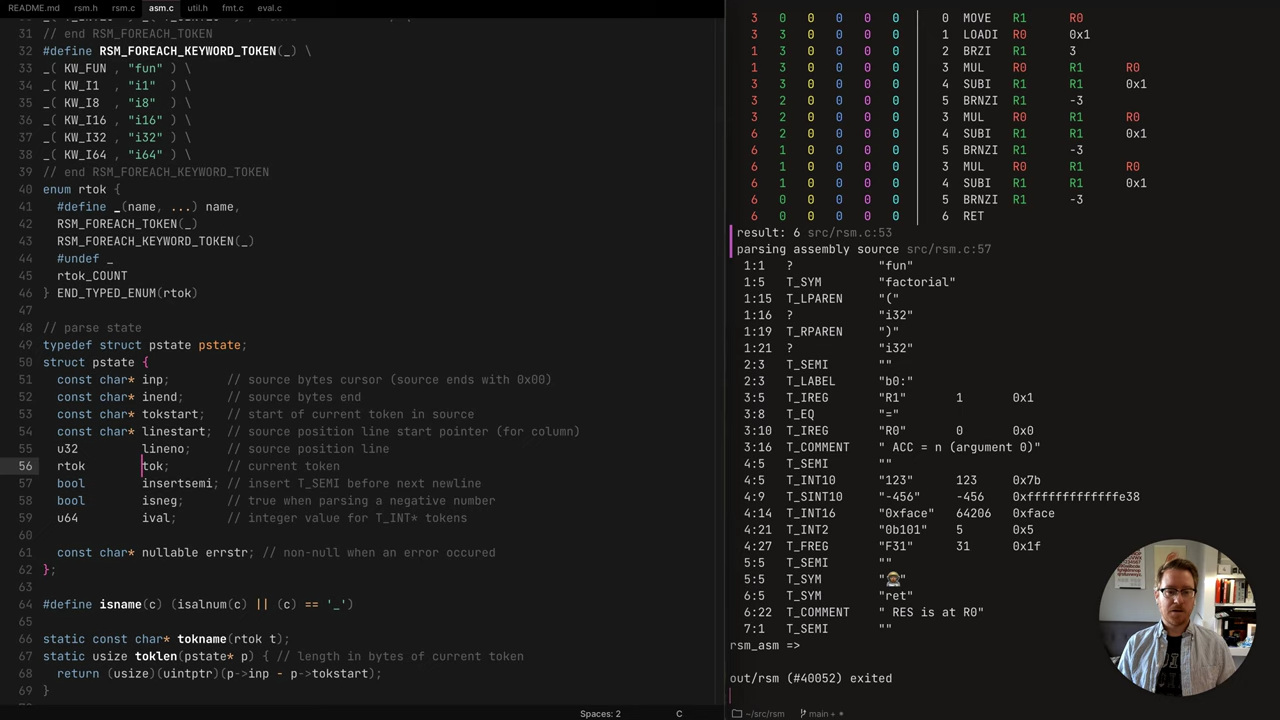 README.md rsm.h rsm.c asm.c util.h fmt.c eval.c
31 // end RSM_FOREACH_TOKEN
32 #define RSM_FOREACH_KEYWORD_TOKEN(_) \
33 _( KW_FUN , "fun" ) \
34 _( KW_I1 , "i1" ) \
35 _( KW_I8 , "i8" ) \
36 _( KW_I16 , "i16" ) \
37 _( KW_I32 , "i32" ) \
38 _( KW_I64 , "i64" ) \
39 // end RSM_FOREACH_KEYWORD_TOKEN
40 enum rtok {
41 #define _(name, ...) name,
42 RSM_FOREACH_TOKEN(_)
43 RSM_FOREACH_KEYWORD_TOKEN(_)
44 #undef _
45 rtok_COUNT
46 } END_TYPED_ENUM(rtok)
47
48 // parse state
49 typedef struct pstate pstate;
50 struct pstate {
51 const char* inp; // source bytes cursor (source ends with 0x00)
52 const char* inend; // source bytes end
53 const char* tokstart; // start of current token in source
54 const char* linestart; // source position line start pointer (for column)
55 u32 lineno; // source position line
56 rtok tok; // current token
57 bool insertsemi; // insert T_SEMI before next newline
58 bool isneg; // true when parsing a negative number
59 u64 ival; // integer value for T_INT* tokens
60
61 const char* nullable errstr; // non-null when an error occured
62 };
63
64 #define isname(c) (isalnum(c) || (c) == '_')
65
66 static const char* tokname(rtok t);
67 static usize toklen(pstate* p) { // length in bytes of current token
68 return (usize)(uintptr)(p->inp - p->tokstart);
69 }
Spaces: 2 C
3 0 0 0 0 0 0 MOVE R1 R0
3 3 0 0 0 0 1 LOADI R0 0x1
1 3 0 0 0 0 2 BRZI R1 3
1 3 0 0 0 0 3 MUL R0 R1 R0
3 3 0 0 0 0 4 SUBI R1 R1 0x1
3 2 0 0 0 0 5 BRNZI R1 -3
3 2 0 0 0 0 3 MUL R0 R1 R0
6 2 0 0 0 0 4 SUBI R1 R1 0x1
6 1 0 0 0 0 5 BRNZI R1 -3
6 1 0 0 0 0 3 MUL R0 R1 R0
6 1 0 0 0 0 4 SUBI R1 R1 0x1
6 0 0 0 0 0 5 BRNZI R1 -3
6 0 0 0 0 0 6 RET
result: 6 src/rsm.c:53
parsing assembly source src/rsm.c:57
1:1 ? "fun"
1:5 T_SYM "factorial"
1:15 T_LPAREN "("
1:16 ? "i32"
1:19 T_RPAREN ")"
1:21 ? "i32"
2:3 T_SEMI ""
2:3 T_LABEL "b0:"
3:5 T_IREG "R1" 1 0x1
3:8 T_EQ "="
3:10 T_IREG "R0" 0 0x0
3:16 T_COMMENT " ACC = n (argument 0)"
4:5 T_SEMI ""
4:5 T_INT10 "123" 123 0x7b
4:9 T_SINT10 "-456" -456 0xfffffffffffffe38
4:14 T_INT16 "0xface" 64206 0xface
4:21 T_INT2 "0b101" 5 0x5
4:27 T_FREG "F31" 31 0x1f
5:5 T_SEMI ""
5:5 T_SYM ""
6:5 T_SYM "ret"
6:22 T_COMMENT " RES is at R0"
7:1 T_SEMI ""
rsm_asm =>
out/rsm (#40052) exited
~/src/rsm main + *